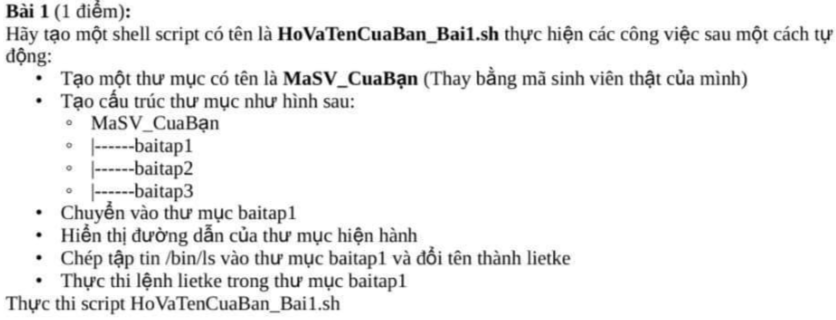 Bài 1 (1 điểm):
Hãy tạo một shell script có tên là HoVaTenCuaBan_Bai1.sh thực hiện các công việc sau một cách tự
động:
• Tạo một thư mục có tên là MaSV_CuaBạn (Thay bằng mã sinh viên thật của mình)
• Tạo cấu trúc thư mục như hình sau:
◦ MaSV_CuaBạn
◦ |------baitap1
◦ |------baitap2
◦ |------baitap3
• Chuyển vào thư mục baitap1
• Hiển thị đường dẫn của thư mục hiện hành
• Chép tập tin /bin/ls vào thư mục baitap1 và đổi tên thành lietke
• Thực thi lệnh lietke trong thư mục baitap1
Thực thi script HoVaTenCuaBan_Bai1.sh